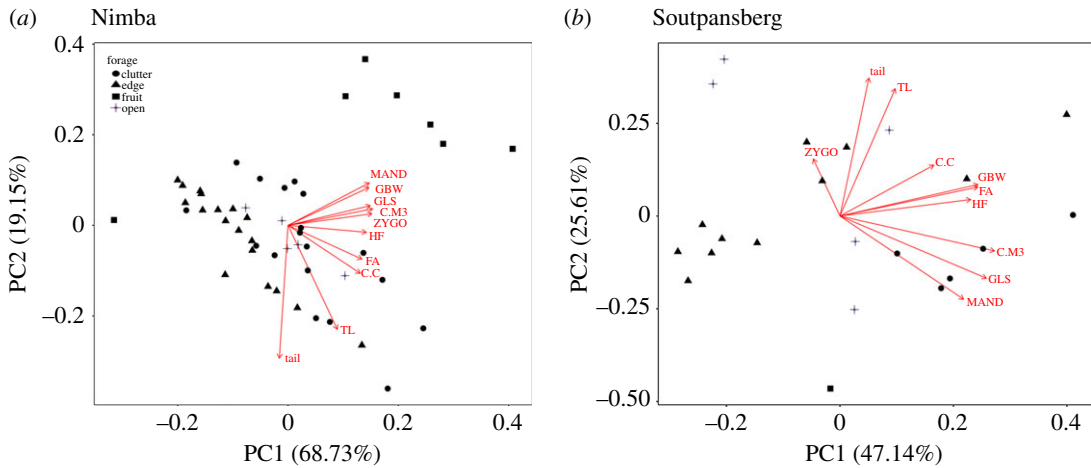 (a) Nimba
0.4
0.2
0
–0.2
PC2 (19.15%)
forage
clutter
edge
fruit
open
MAND
GBW
GLS
C.M3
ZYGO
HF
FA
C.C
TL
tail
–0.2 0 0.2 0.4
PC1 (68.73%)
(b) Soutpansberg
0.25
0
–0.25
–0.50
PC2 (25.61%)
tail
TL
ZYGO
C.C
GBW
FA
HF
C.M3
GLS
MAND
–0.2 0 0.2 0.4
PC1 (47.14%)